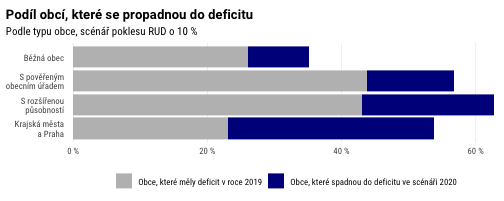 Podíl obcí, které se propadnou do deficitu
Podle typu obce, scénář poklesu RUD o 10 %
Běžná obec
S pověřeným
obecním úřadem
S rozšířenou
působností
Krajská města
a Praha
0 %
20 %
40 %
60 %
Obce, které měly deficit v roce 2019
Obce, které spadnou do deficitu ve scénáři 2020